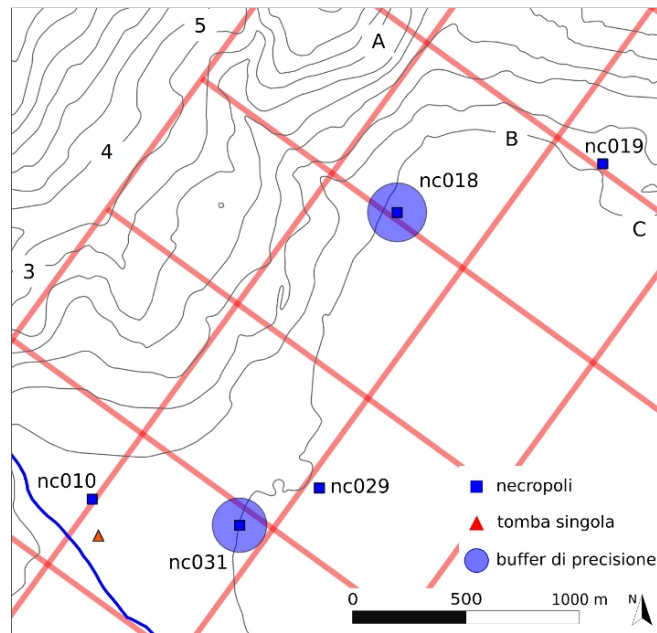 5
A
4
B
nc019
nc018
C
3
nc010
nc029
nc031
necropoli
tomba singola
buffer di precisione
0 500 1000 m
N